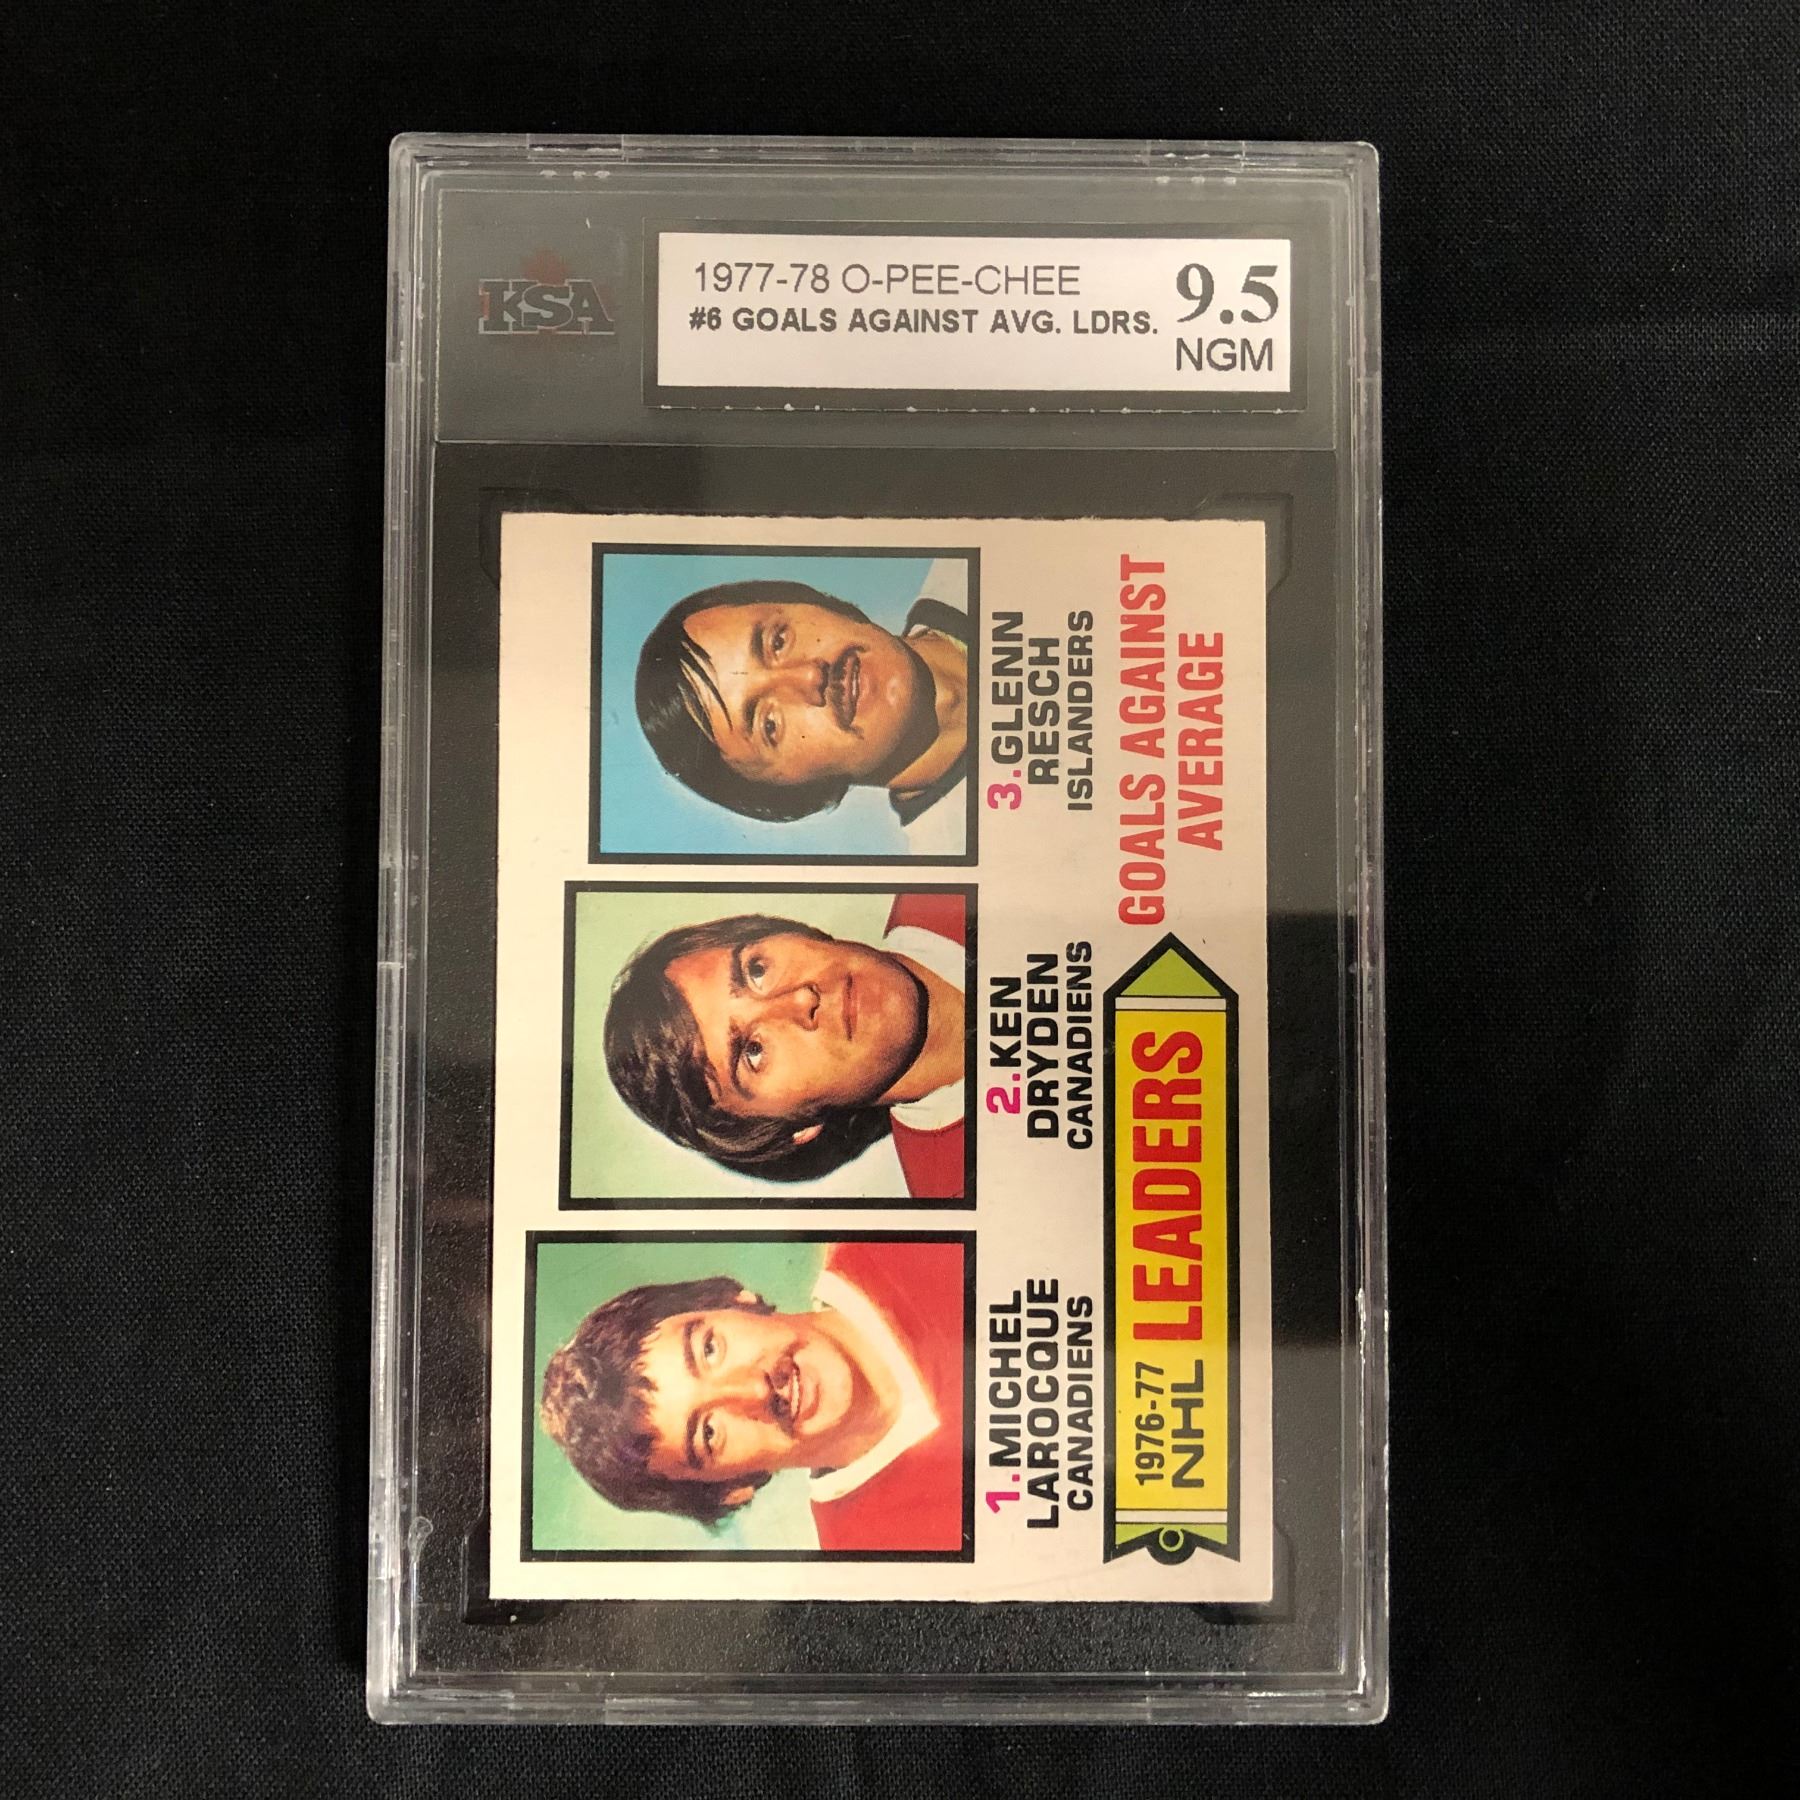 KSA
1977-78 O-PEE-CHEE
#6 GOALS AGAINST AVG. LDRS.
9.5
NGM
1.MICHEL
LAROCQUE
CANADIENS
2.KEN
DRYDEN
CANADIENS
3.GLENN
RESCH
ISLANDERS
1976-77
NHL LEADERS
GOALS AGAINST
AVERAGE